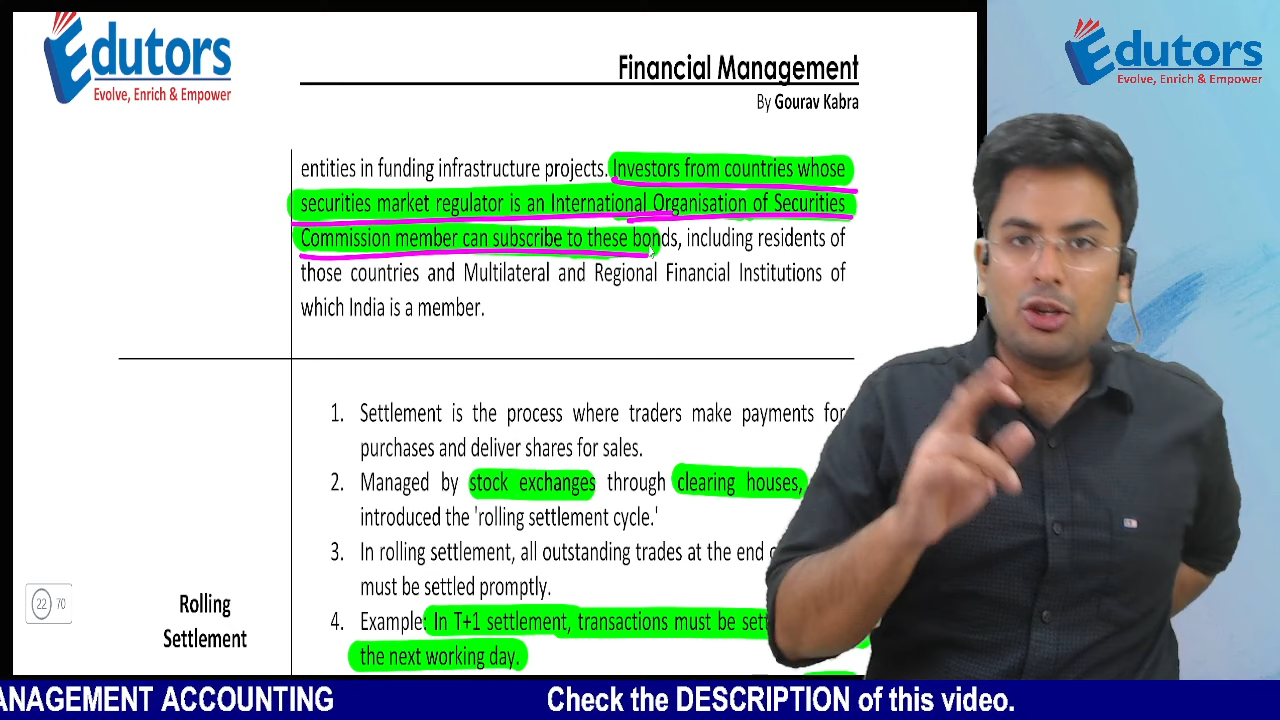 Edutors
Evolve, Enrich & Empower
Financial Management
By Gourav Kabra
Edutors
Evolve, Enrich & Empower
entities in funding infrastructure projects. Investors from countries whose
securities market regulator is an International Organisation of Securities
Commission member can subscribe to these bonds, including residents of
those countries and Multilateral and Regional Financial Institutions of
which India is a member.
Rolling
Settlement
1. Settlement is the process where traders make payments for
purchases and deliver shares for sales.
2. Managed by stock exchanges through clearing houses,
introduced the 'rolling settlement cycle.'
3. In rolling settlement, all outstanding trades at the end
must be settled promptly.
4. Example: In T+1 settlement, transactions must be
the next working day.
22 70
ANAGEMENT ACCOUNTING
Check the DESCRIPTION of this video.